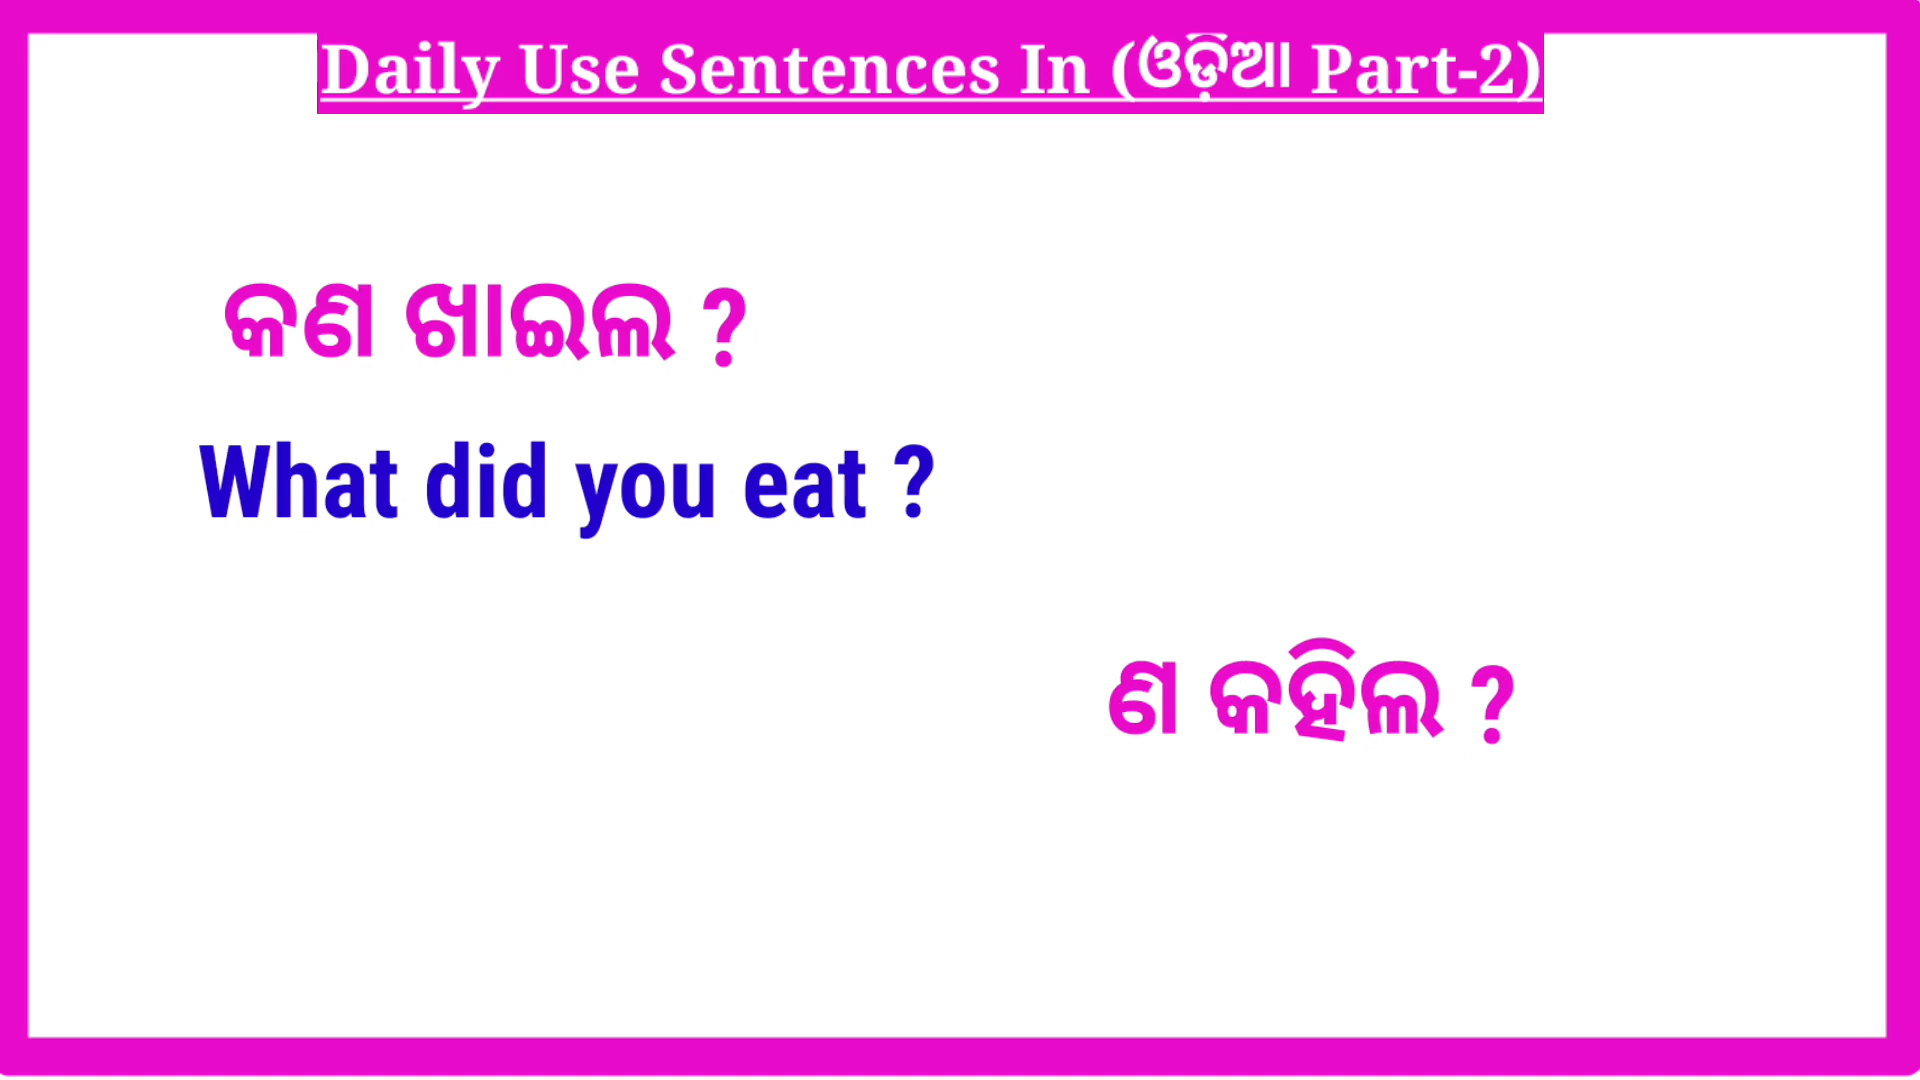 Daily Use Sentences In (ଓଡ଼ିଆ Part-2)
କଣ ଖାଇଲ ?
What did you eat ?
ଣ କହିଲ ?